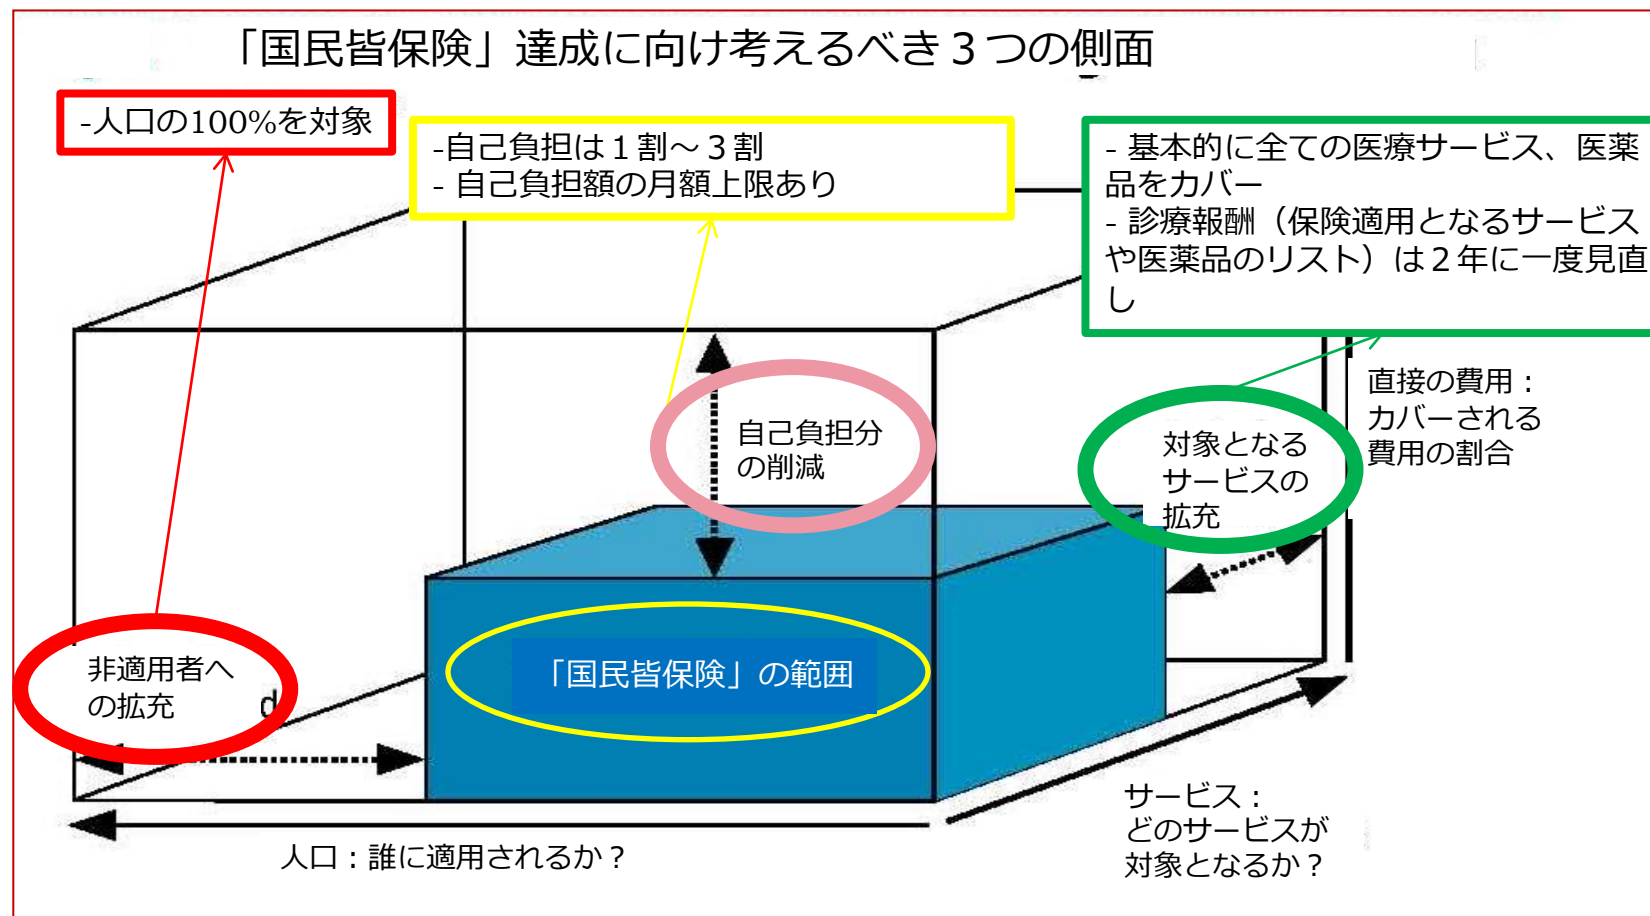 「国民皆保険」達成に向け考えるべき３つの側面
-人口の100%を対象
-自己負担は１割～３割
- 自己負担額の月額上限あり
- 基本的に全ての医療サービス、医薬
品をカバー
- 診療報酬（保険適用となるサービス
や医薬品のリスト）は２年に一度見直
し
直接の費用：
カバーされる
費用の割合
自己負担分
の削減
対象となる
サービスの
拡充
非適用者へ
の拡充
d
「国民皆保険」の範囲
サービス：
どのサービスが
対象となるか？
人口：誰に適用されるか？